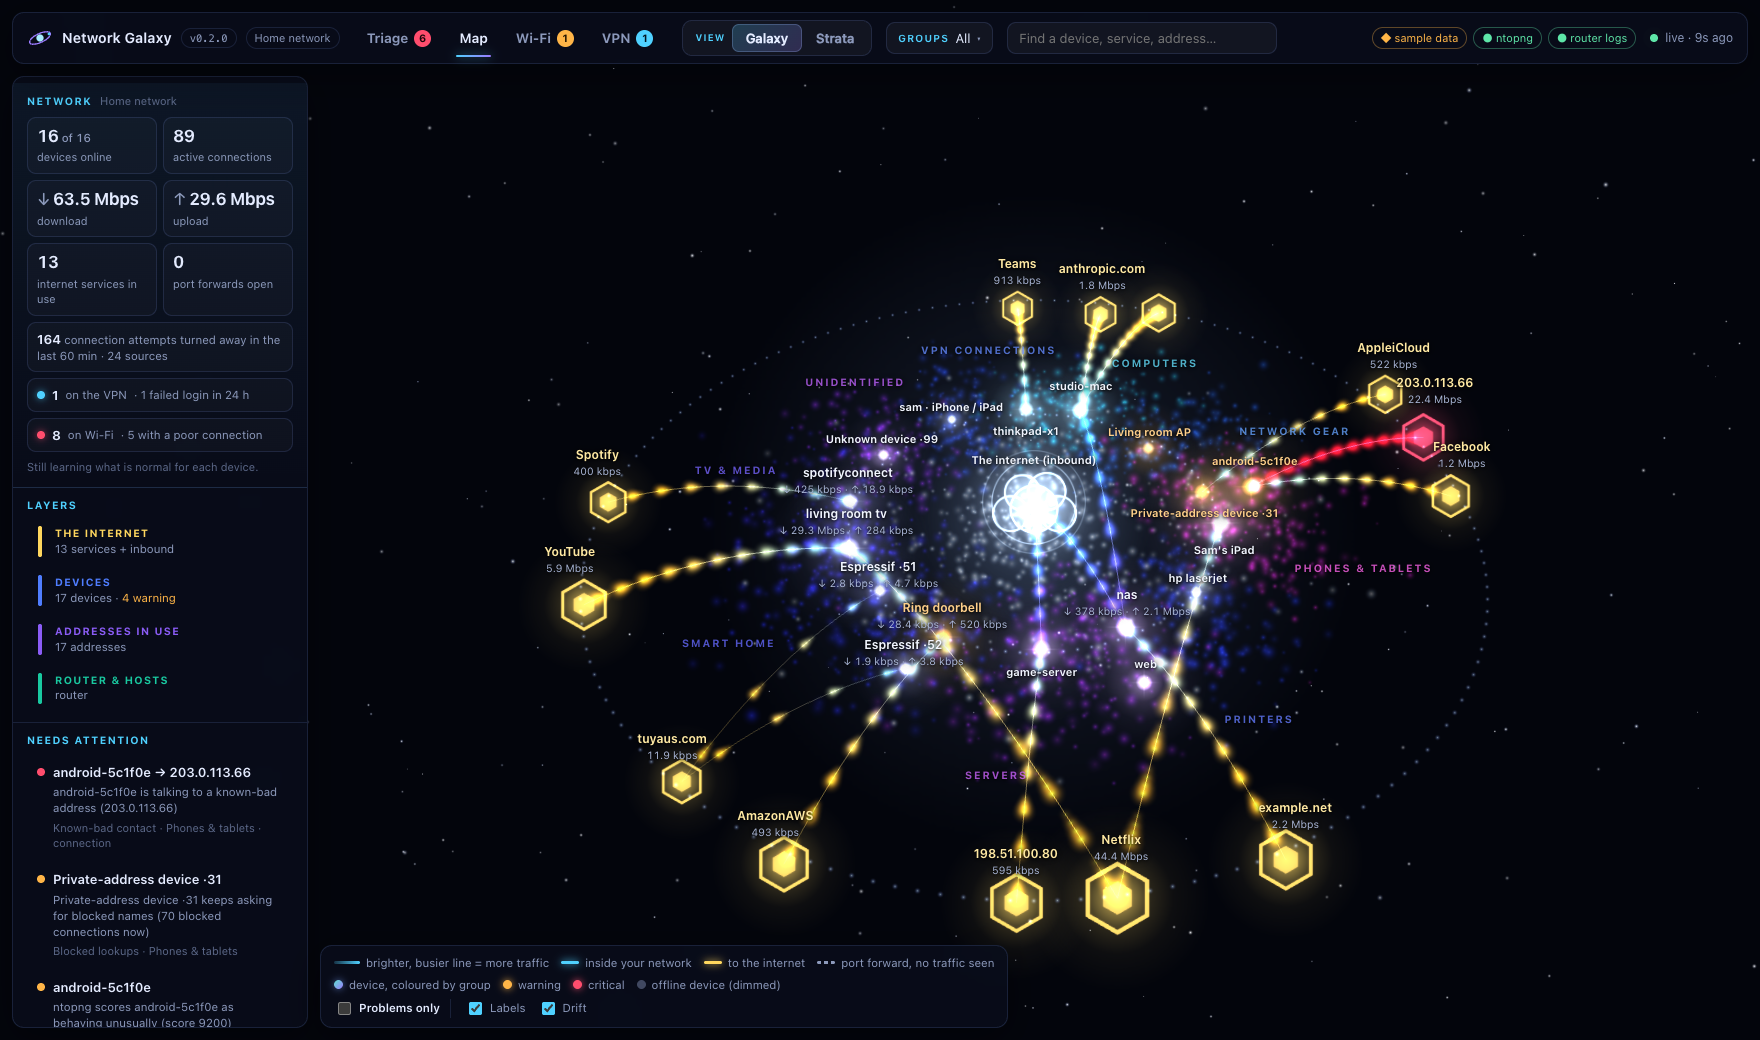 Network Galaxy
v0.2.0
Home network
Triage 6
Map
Wi-Fi 1
VPN 1
VIEW
Galaxy
Strata
GROUPS All
Find a device, service, address...
sample data
ntopng
router logs
live · 9s ago
NETWORK Home network
16 of 16
devices online
89
active connections
↓ 63.5 Mbps
download
↑ 29.6 Mbps
upload
13
internet services in
use
0
port forwards open
164 connection attempts turned away in the
last 60 min · 24 sources
1 on the VPN · 1 failed login in 24 h
8 on Wi-Fi · 5 with a poor connection
Still learning what is normal for each device.
LAYERS
THE INTERNET
13 services + inbound
DEVICES
17 devices · 4 warning
ADDRESSES IN USE
17 addresses
ROUTER & HOSTS
router
NEEDS ATTENTION
android-5c1f0e → 203.0.113.66
android-5c1f0e is talking to a known-bad
address (203.0.113.66)
Known-bad contact · Phones & tablets ·
connection
Private-address device ·31
Private-address device ·31 keeps asking
for blocked names (70 blocked
connections now)
Blocked lookups · Phones & tablets
android-5c1f0e
ntopng scores android-5c1f0e as
behaving unusually (score 9200)
Teams
913 kbps
anthropic.com
1.8 Mbps
VPN CONNECTIONS
COMPUTERS
AppleiCloud
522 kbps
UNIDENTIFIED
studio-mac
203.0.113.66
22.4 Mbps
sam · iPhone / iPad
thinkpad-x1
Living room AP
NETWORK GEAR
Unknown device ·99
Facebook
1.2 Mbps
Spotify
400 kbps
TV & MEDIA
The internet (inbound)
android-5c1f0e
spotifyconnect
↓ 425 kbps · ↑ 18.9 kbps
living room tv
↓ 29.3 Mbps · ↑ 284 kbps
Private-address device ·31
YouTube
5.9 Mbps
Sam's iPad
Espressif ·51
↓ 2.8 kbps · ↑ 4.7 kbps
PHONES & TABLETS
hp laserjet
Ring doorbell
↓ 28.4 kbps · ↑ 520 kbps
nas
↓ 378 kbps · ↑ 2.1 Mbps
SMART HOME
Espressif ·52
↓ 1.9 kbps · ↑ 3.8 kbps
game-server
web
PRINTERS
tuyaus.com
11.9 kbps
SERVERS
AmazonAWS
493 kbps
example.net
2.2 Mbps
198.51.100.80
595 kbps
Netflix
44.4 Mbps
brighter, busier line = more traffic
inside your network
to the internet
port forward, no traffic seen
device, coloured by group
warning
critical
offline device (dimmed)
Problems only
Labels
Drift